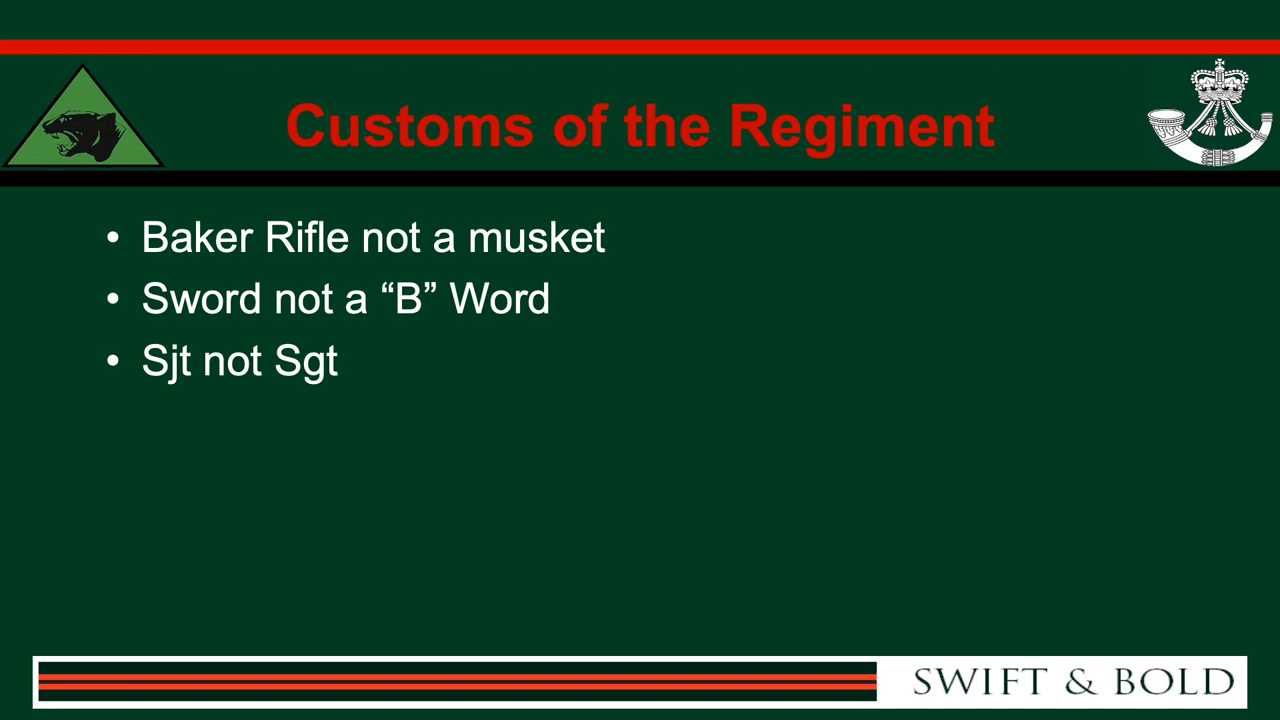 Customs of the Regiment
• Baker Rifle not a musket
• Sword not a “B” Word
• Sjt not Sgt
SWIFT & BOLD